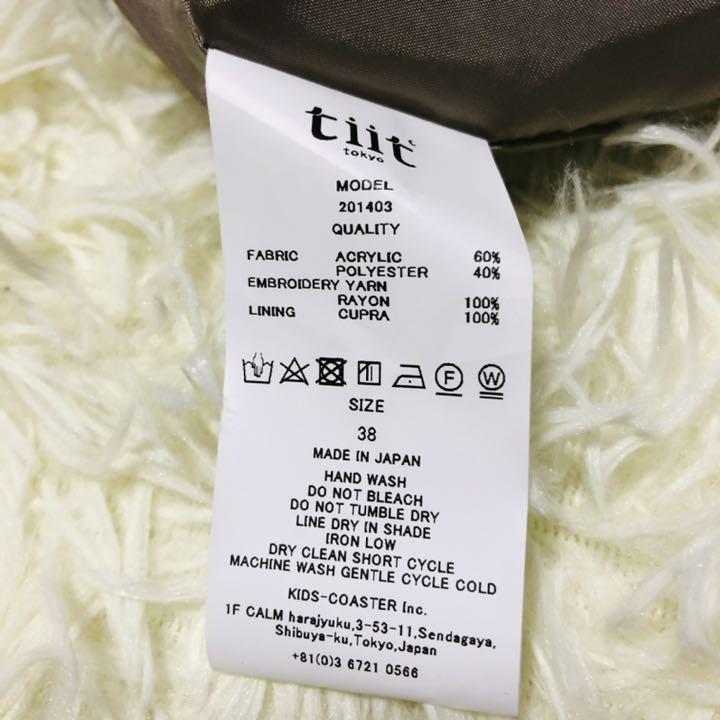 tiit
tokyo
MODEL
201403
QUALITY
FABRIC ACRYLIC 60%
POLYESTER 40%
EMBROIDERY YARN
RAYON 100%
LINING CUPRA 100%
F W
SIZE
38
MADE IN JAPAN
HAND WASH
DO NOT BLEACH
DO NOT TUMBLE DRY
LINE DRY IN SHADE
IRON LOW
DRY CLEAN SHORT CYCLE
MACHINE WASH GENTLE CYCLE COLD
KIDS-COASTER Inc.
1F CALM harajyuku,3-53-11,Sendagaya,
Shibuya-ku,Tokyo,Japan
+81(0)3 6721 0566